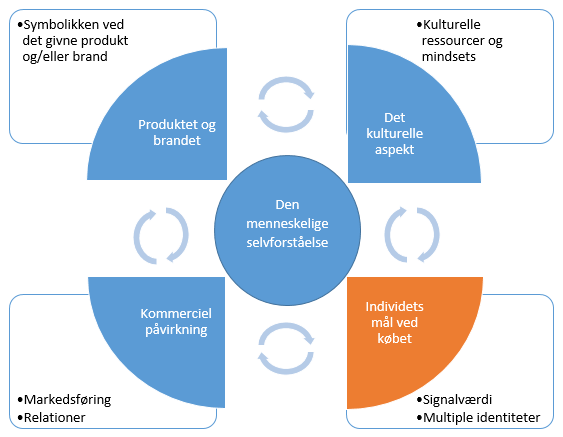 •Symbolikken ved
det givne produkt
og/eller brand
•Kulturelle
ressourcer og
mindsets
Produktet og
brandet
Det
kulturelle
aspekt
Den
menneskelige
selvforståelse
Kommerciel
påvirkning
Individets
mål ved
købet
•Markedsføring
•Relationer
•Signalværdi
•Multiple identiteter